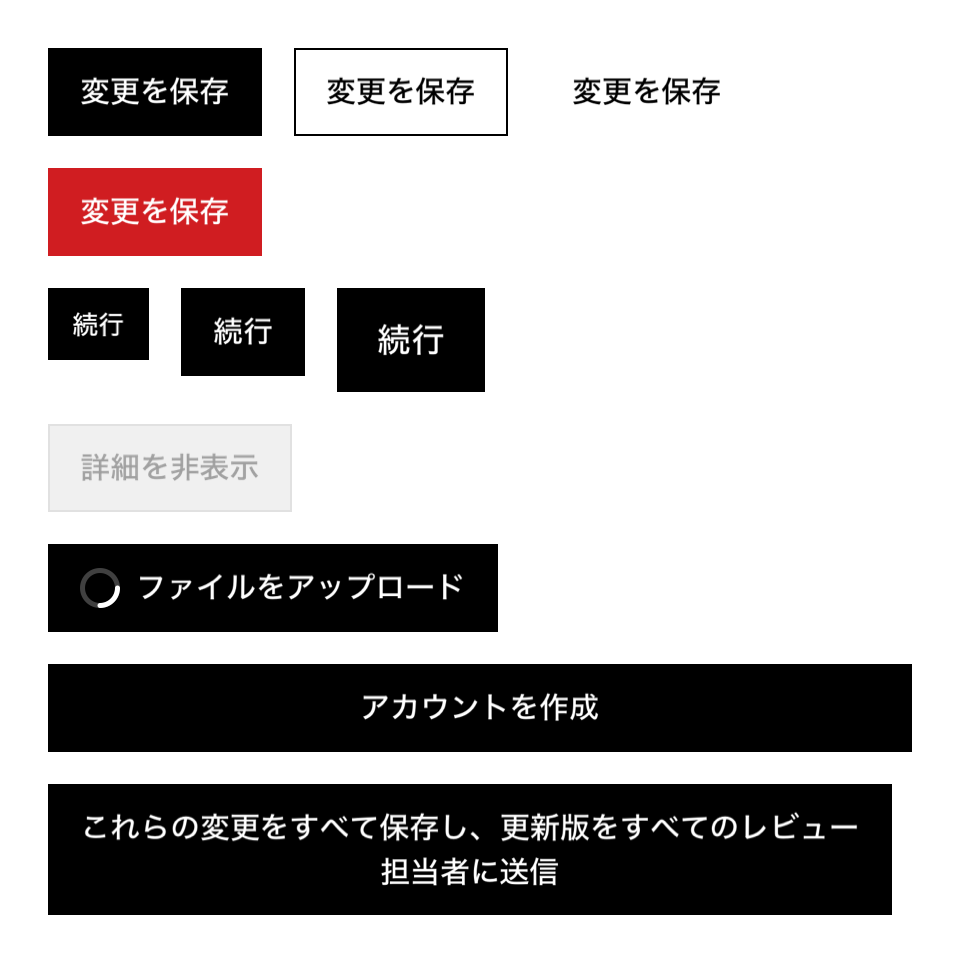 変更を保存
変更を保存
変更を保存
変更を保存
続行
続行
続行
詳細を非表示
ファイルをアップロード
アカウントを作成
これらの変更をすべて保存し、更新版をすべてのレビュー
担当者に送信